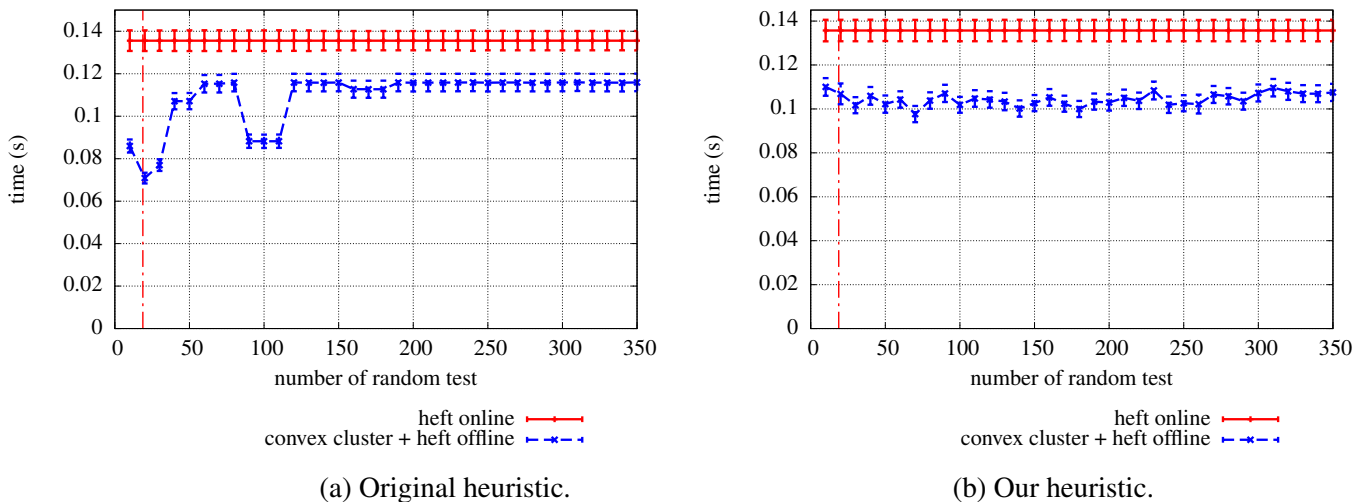 0.14
0.12
0.1
0.08
0.06
0.04
0.02
0
time (s)
0 50 100 150 200 250 300 350
number of random test
heft online
convex cluster + heft offline
(a) Original heuristic.
0.14
0.12
0.1
0.08
0.06
0.04
0.02
0
time (s)
0 50 100 150 200 250 300 350
number of random test
heft online
convex cluster + heft offline
(b) Our heuristic.